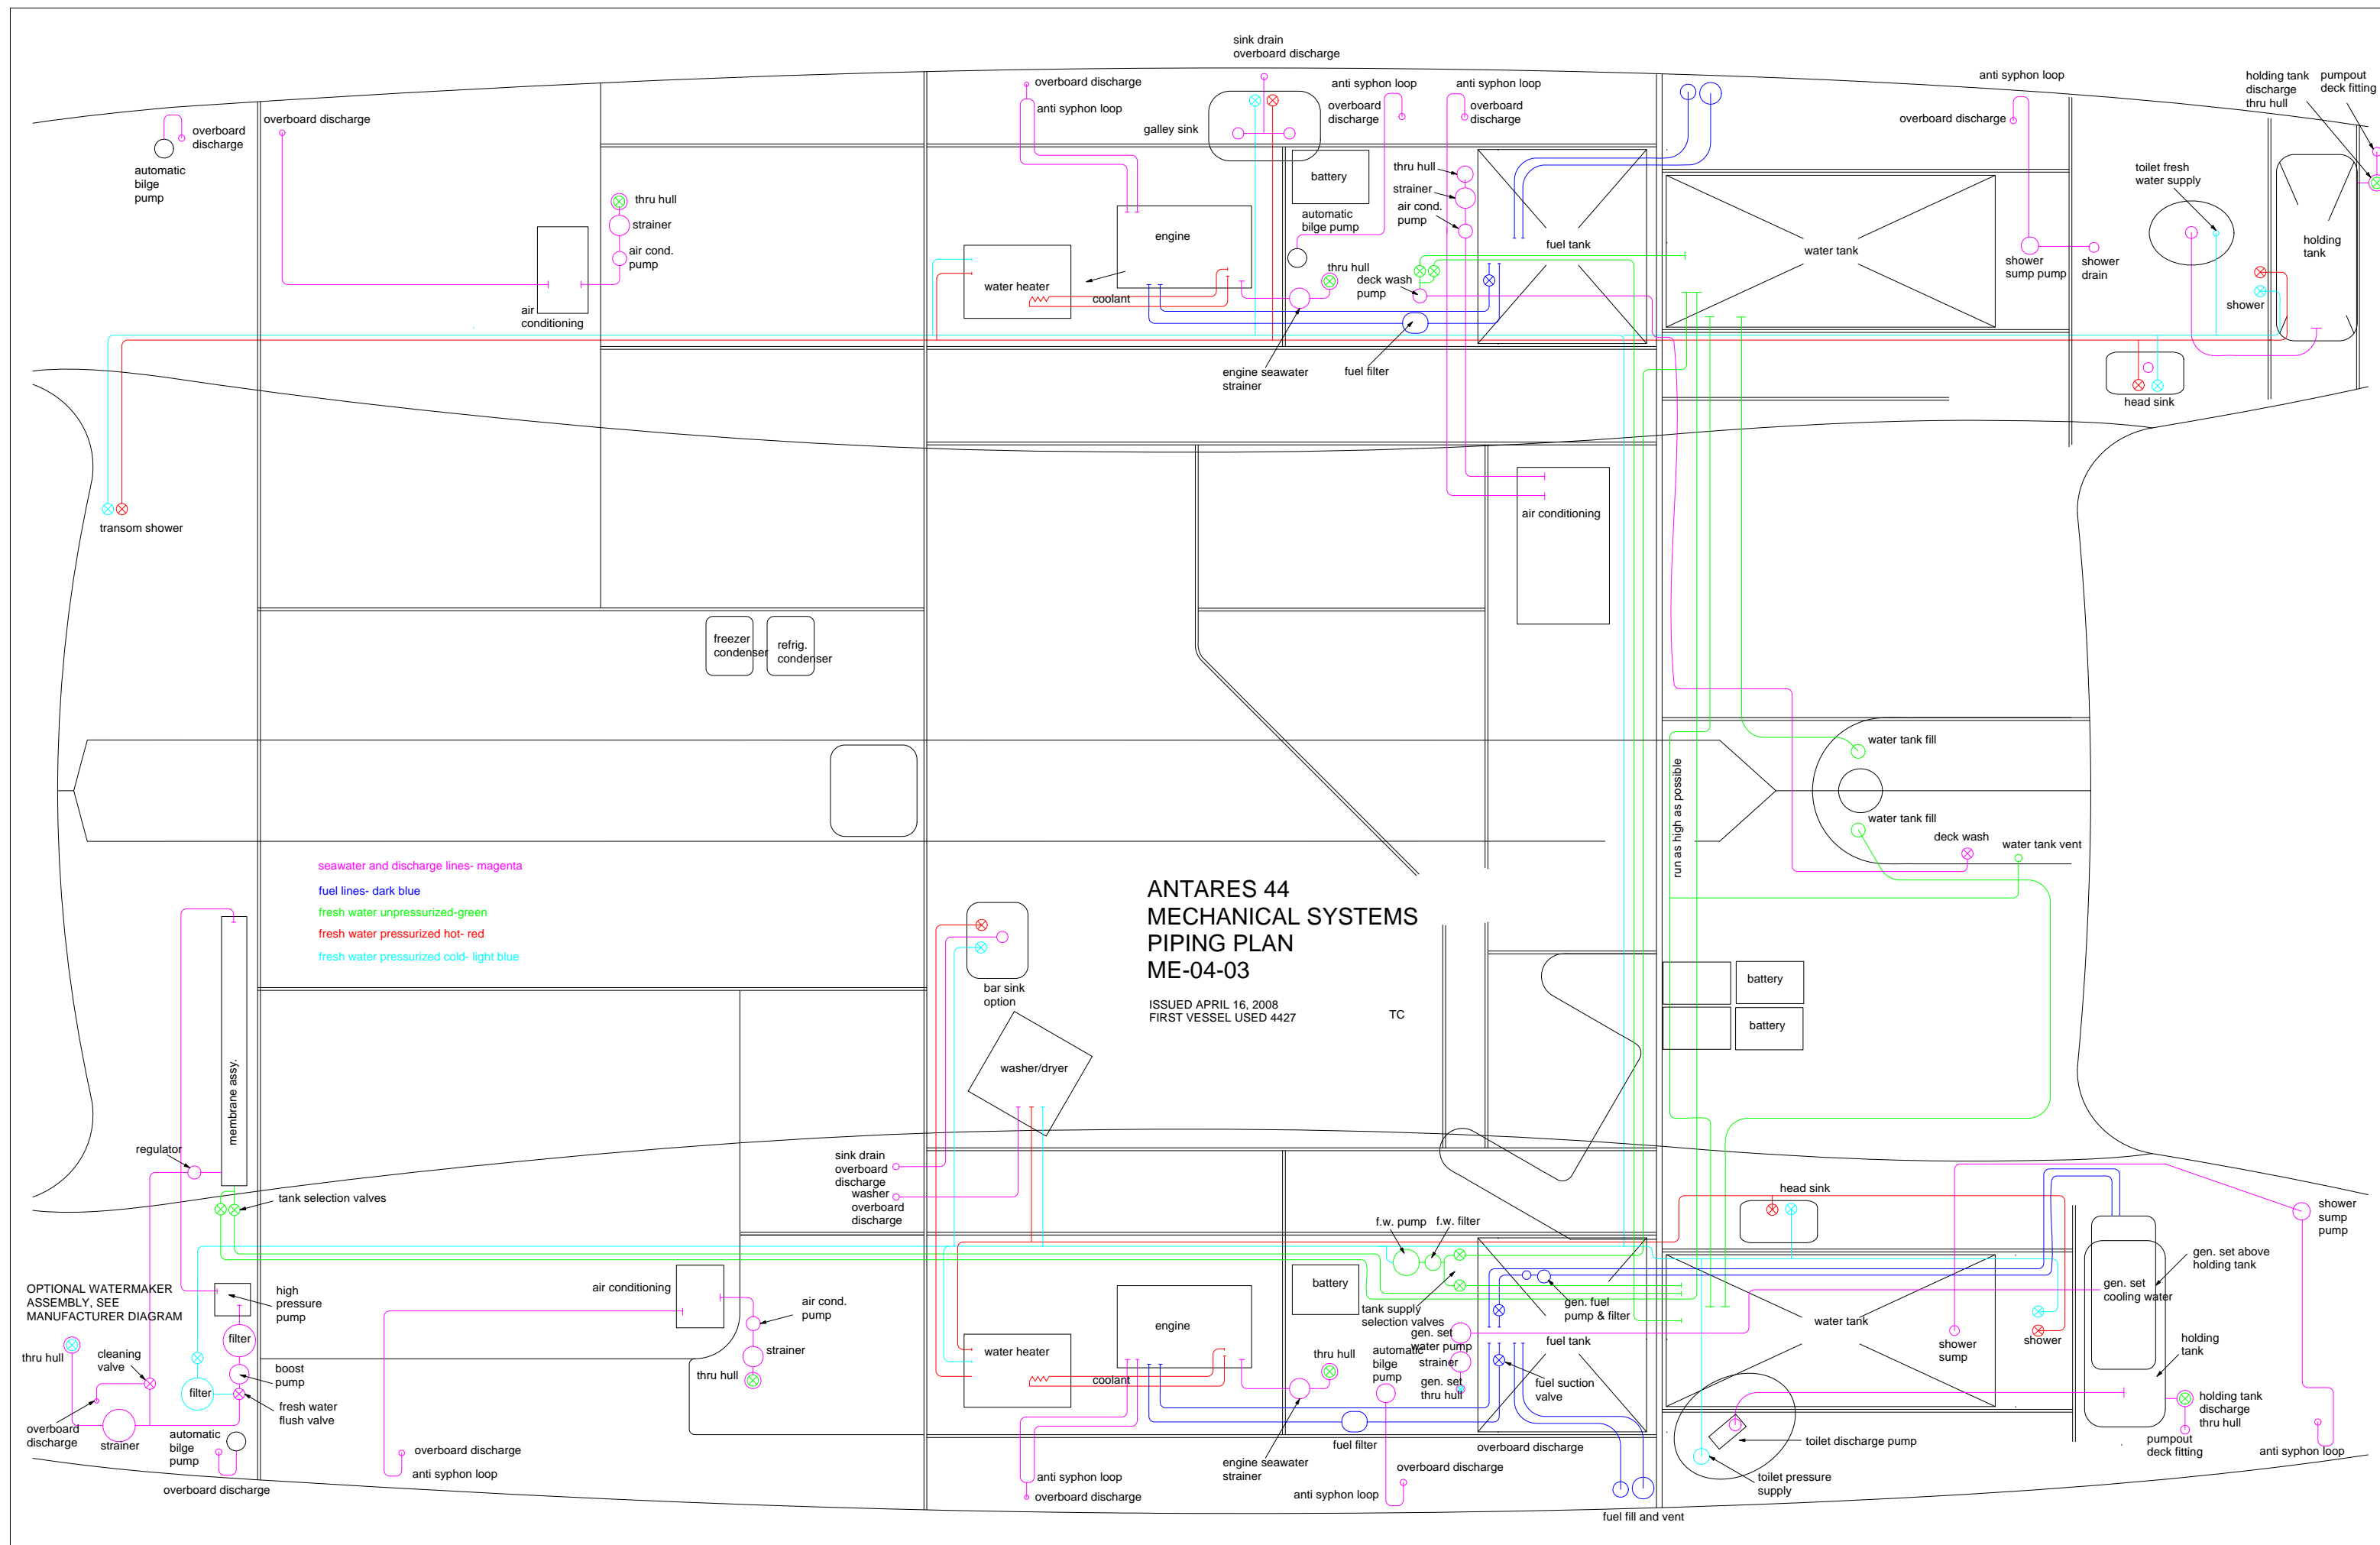 sink drain
overboard discharge
overboard discharge
anti syphon loop
anti syphon loop
anti syphon loop
overboard
discharge
overboard
discharge
anti syphon loop
holding tank
discharge
thru hull
pumpout
deck fitting
overboard discharge
overboard
discharge
automatic
bilge
pump
overboard discharge
galley sink
battery
thru hull
strainer
air cond.
pump
toilet fresh
water supply
thru hull
strainer
air cond.
pump
automatic
bilge pump
engine
fuel tank
water tank
shower
sump pump
shower
drain
holding
tank
water heater
coolant
thru hull
deck wash
pump
shower
air
conditioning
engine seawater
strainer
fuel filter
head sink
transom shower
air conditioning
freezer
condenser
refrig.
condenser
water tank fill
run as high as possible
water tank fill
deck wash
water tank vent
seawater and discharge lines- magenta
fuel lines- dark blue
fresh water unpressurized-green
fresh water pressurized hot- red
fresh water pressurized cold- light blue
ANTARES 44
MECHANICAL SYSTEMS
PIPING PLAN
ME-04-03
ISSUED APRIL 16, 2008
FIRST VESSEL USED 4427
TC
bar sink
option
battery
battery
washer/dryer
membrane assy.
regulator
tank selection valves
sink drain
overboard
discharge
washer
overboard
discharge
head sink
shower
sump
pump
f.w. pump
f.w. filter
gen. set above
holding tank
gen. set
cooling water
OPTIONAL WATERMAKER
ASSEMBLY, SEE
MANUFACTURER DIAGRAM
high
pressure
pump
air conditioning
air cond.
pump
battery
tank supply
selection valves
gen. fuel
pump & filter
engine
water tank
filter
thru hull
cleaning
valve
boost
pump
strainer
thru hull
water heater
coolant
thru hull
automatic
bilge
pump
gen. set
water pump
strainer
gen. set
thru hull
fuel tank
fuel suction
valve
shower
sump
shower
holding
tank
filter
fresh water
flush valve
overboard
discharge
strainer
automatic
bilge
pump
overboard discharge
overboard discharge
anti syphon loop
anti syphon loop
overboard discharge
engine seawater
strainer
fuel filter
overboard discharge
overboard discharge
anti syphon loop
fuel fill and vent
toilet discharge pump
toilet pressure
supply
holding tank
discharge
thru hull
pumpout
deck fitting
anti syphon loop